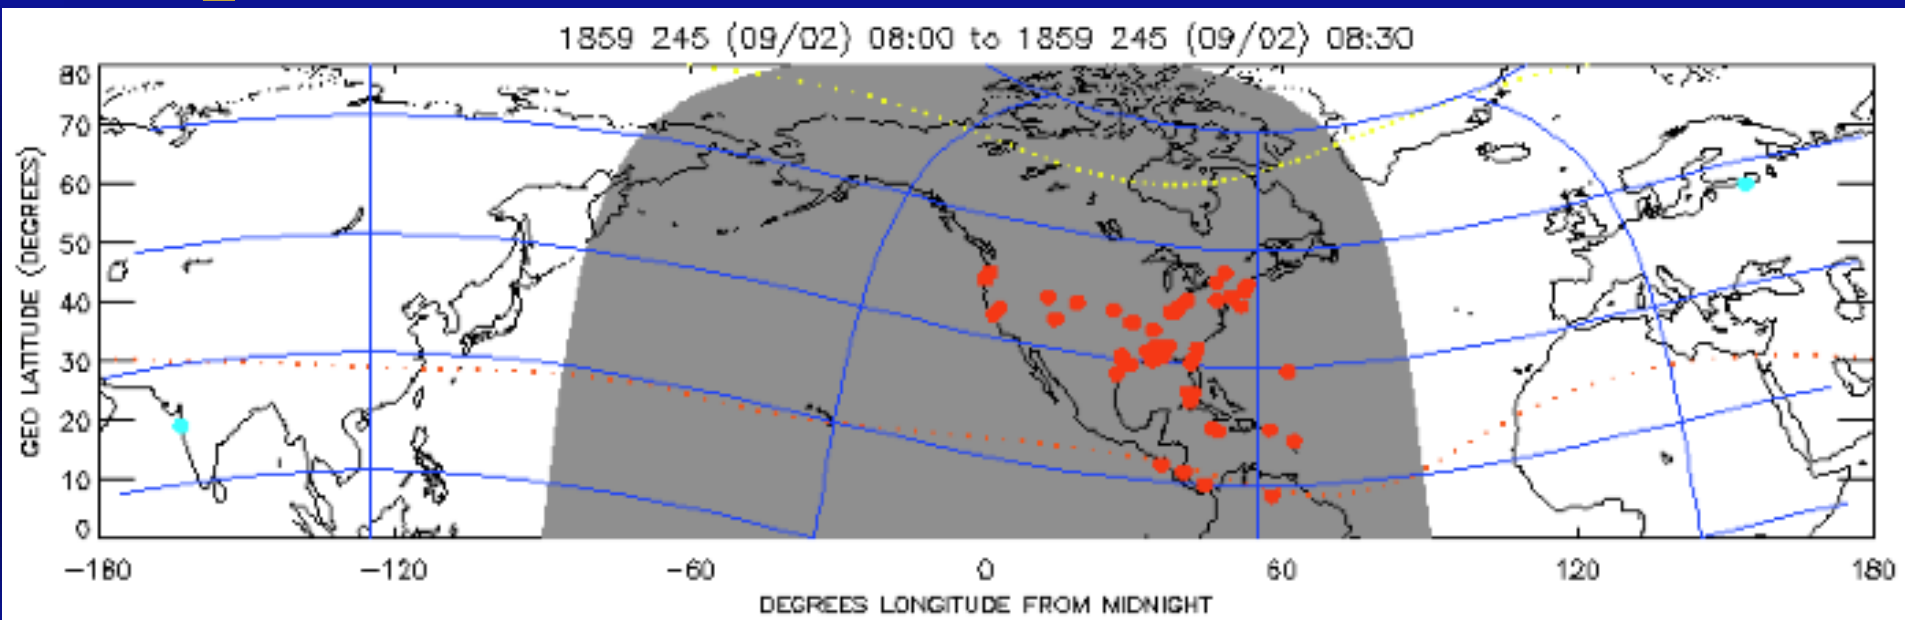 1859 245 (09/02) 08:00 to 1859 245 (09/02) 08:30
GEO LATITUDE (DEGREES)
80
70
60
50
40
30
20
10
0
-180 -120 -60 0 60 120 180
DEGREES LONGITUDE FROM MIDNIGHT